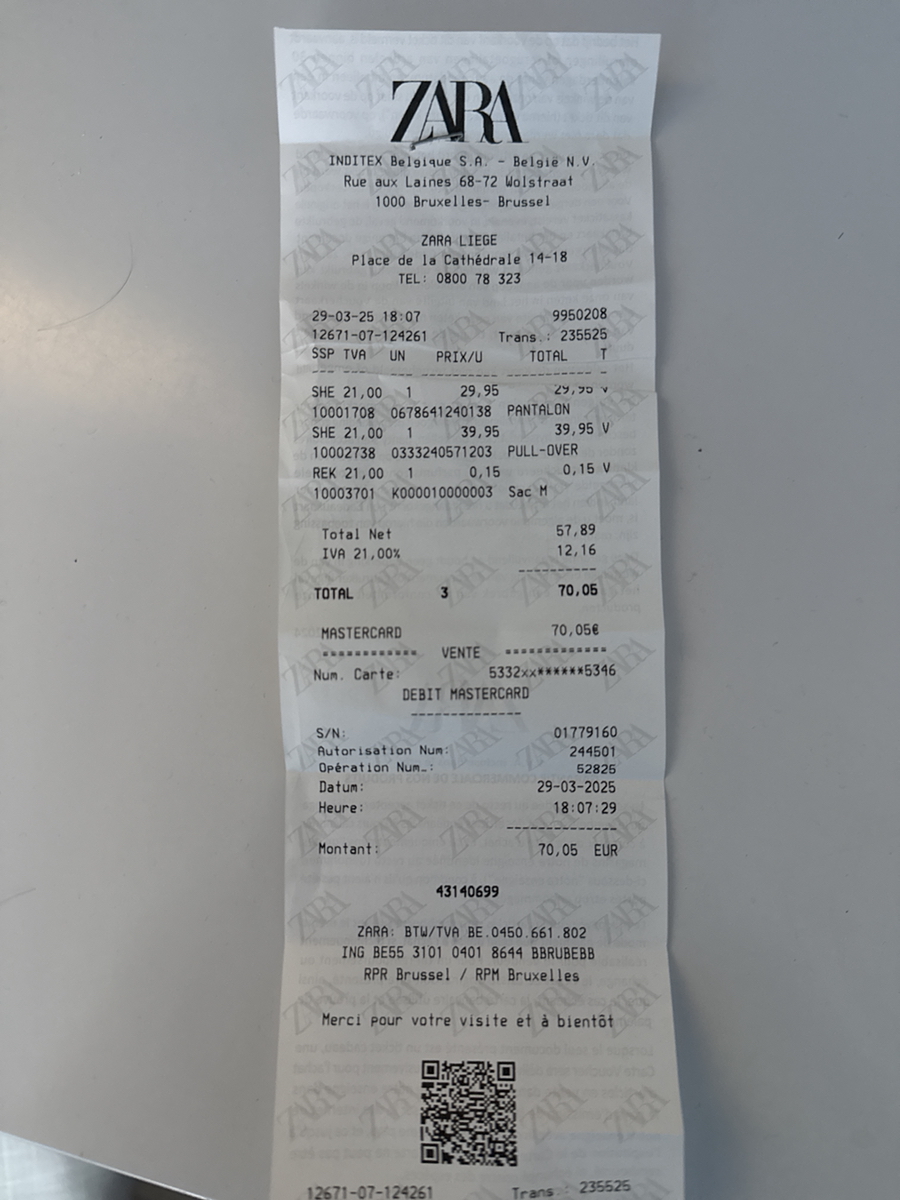 ZARA
INDITEX Belgique S.A. - België N.V.
Rue aux Laines 68-72 Wolstraat
1000 Bruxelles- Brussel
ZARA LIEGE
Place de la Cathédrale 14-18
TEL: 0800 78 323
29-03-25 18:07 9950208
12671-07-124261 Trans.: 235525
SSP TVA UN PRIX/U TOTAL T
--- --- --- ---------- ----------- -
SHE 21,00 1 29,95 29,95 V
10001708 0678641240138 PANTALON
SHE 21,00 1 39,95 39,95 V
10002738 0333240571203 PULL-OVER
REK 21,00 1 0,15 0,15 V
10003701 K000010000003 Sac M
Total Net 57,89
IVA 21,00% 12,16
----------
TOTAL 3 70,05
MASTERCARD 70,05€
============ VENTE =============
Num. Carte: 5332xx******5346
DEBIT MASTERCARD
--------------
S/N: 01779160
Autorisation Num: 244501
Opération Num.: 52825
Datum: 29-03-2025
Heure: 18:07:29
--------------
Montant: 70,05 EUR
43140699
ZARA: BTW/TVA BE.0450.661.802
ING BE55 3101 0401 8644 BBRUBEBB
RPR Brussel / RPM Bruxelles
Merci pour votre visite et à bientôt
12671-07-124261 Trans : 235525